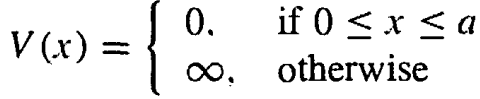 V(x) = { 0. if 0 ≤ x ≤ a
∞. otherwise